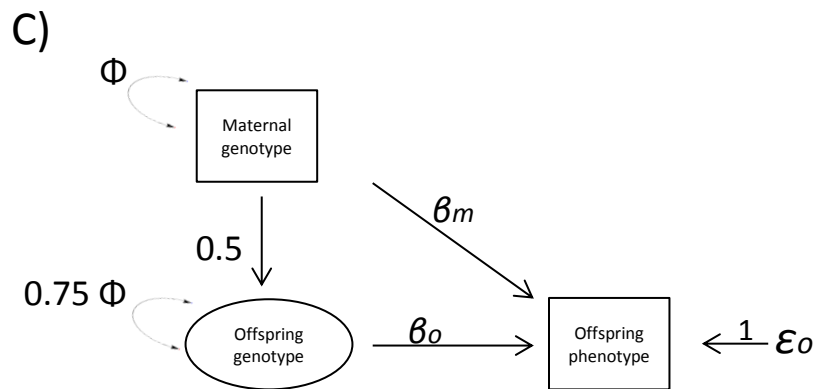 C)
Φ
Maternal
genotype
βm
0.5
0.75 Φ
Offspring
genotype
βo
Offspring
phenotype
1
εo